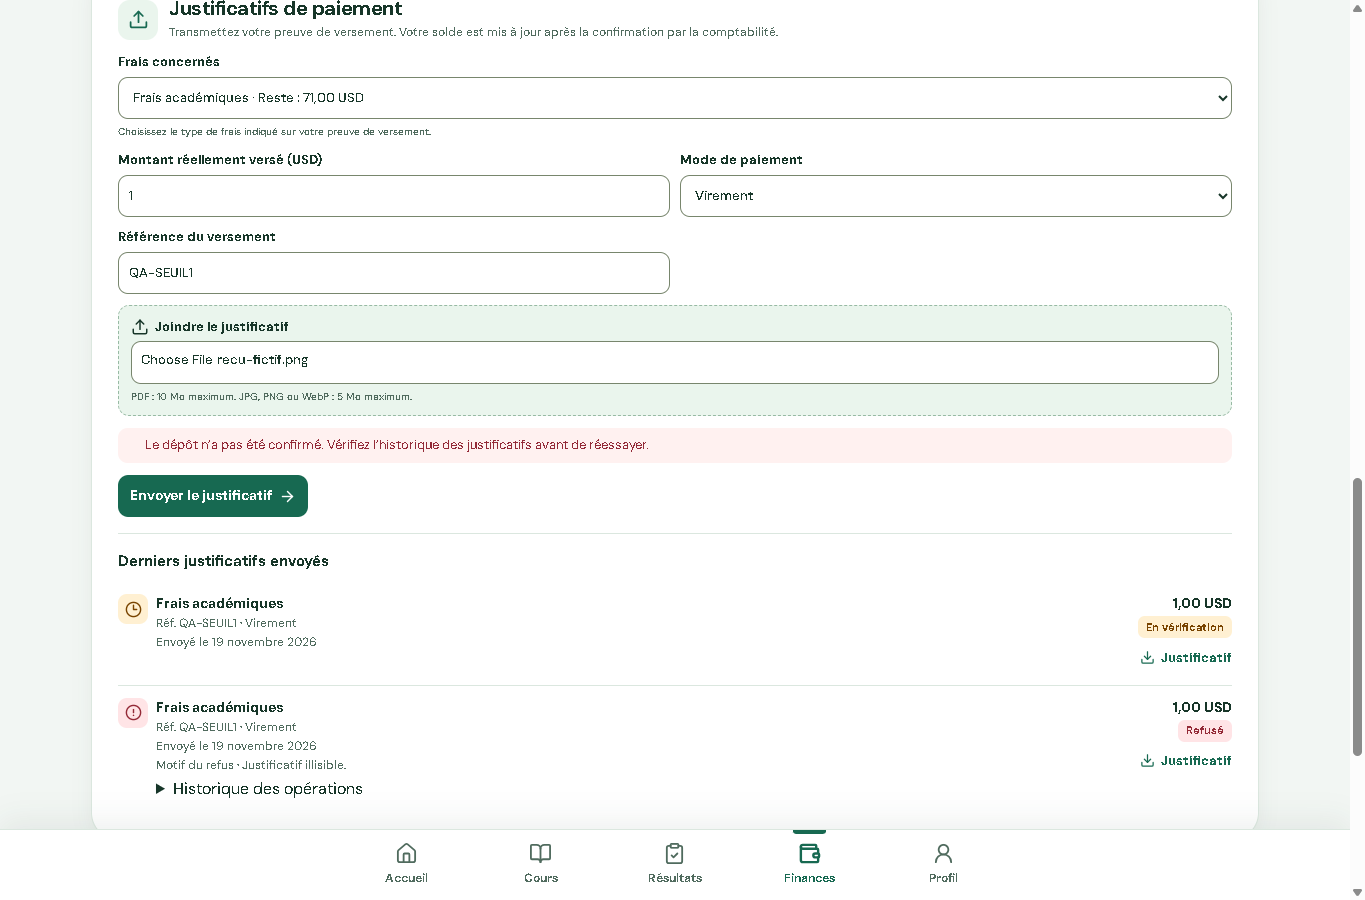 Justificatifs de paiement
Transmettez votre preuve de versement. Votre solde est mis à jour après la confirmation par la comptabilité.
Frais concernés
Frais académiques · Reste : 71,00 USD
Choisissez le type de frais indiqué sur votre preuve de versement.
Montant réellement versé (USD)
Mode de paiement
1
Virement
Référence du versement
QA-SEUIL1
Joindre le justificatif
Choose File recu-fictif.png
PDF : 10 Mo maximum. JPG, PNG ou WebP : 5 Mo maximum.
Le dépôt n’a pas été confirmé. Vérifiez l’historique des justificatifs avant de réessayer.
Envoyer le justificatif →
Derniers justificatifs envoyés
Frais académiques
1,00 USD
Réf. QA-SEUIL1 · Virement
En vérification
Envoyé le 19 novembre 2026
Justificatif
Frais académiques
1,00 USD
Réf. QA-SEUIL1 · Virement
Refusé
Envoyé le 19 novembre 2026
Motif du refus · Justificatif illisible.
Justificatif
Historique des opérations
Accueil
Cours
Résultats
Finances
Profil